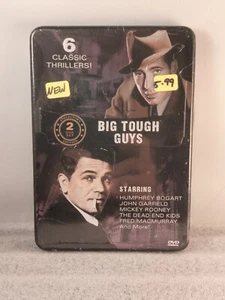 6
CLASSIC
THRILLERS!
NEW
5.99
2
BIG TOUGH
GUYS
STARRING
HUMPHREY BOGART
JOHN GARFIELD
MICKEY ROONEY
THE DEAD END KIDS
FRED MACMURRAY
And More!
DVD